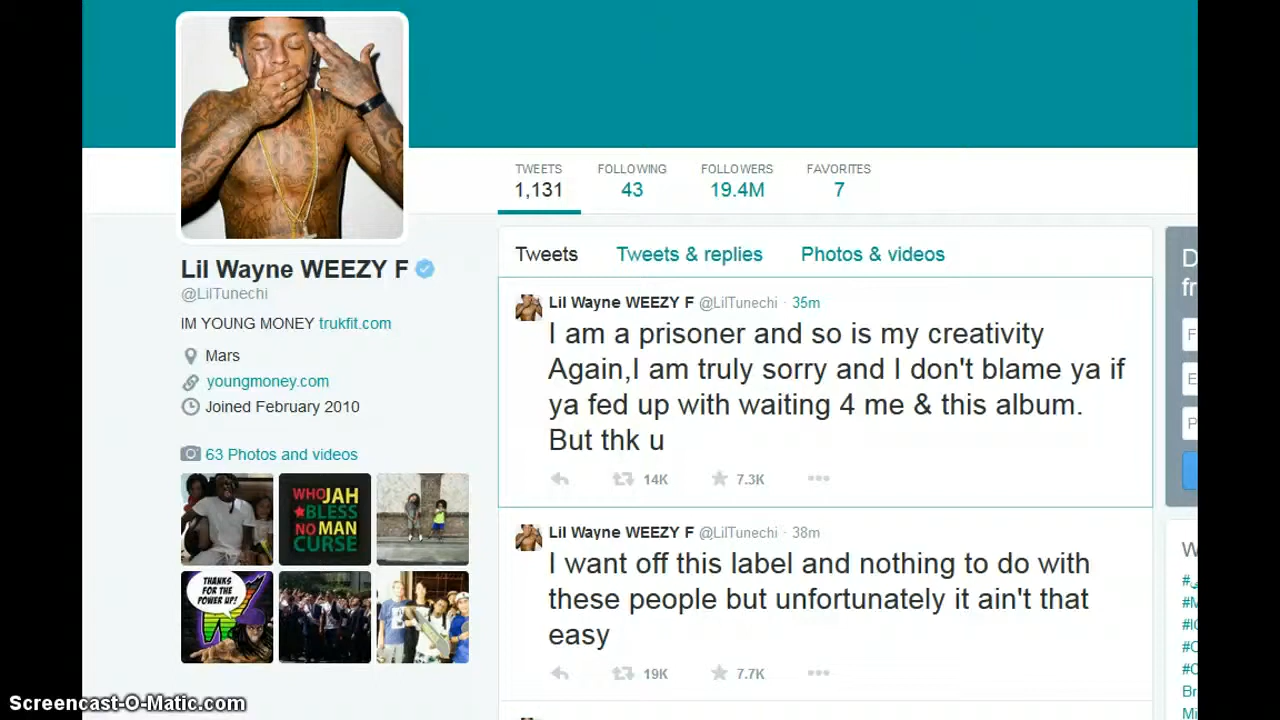 TWEETS
1,131
FOLLOWING
43
FOLLOWERS
19.4M
FAVORITES
7
Lil Wayne WEEZY F
@LilTunechi
IM YOUNG MONEY trukfit.com
Mars
youngmoney.com
Joined February 2010
63 Photos and videos
WHO JAH
BLESS
NO MAN
CURSE
THANKS
FOR THE
POWER UP!
Tweets Tweets & replies Photos & videos
Lil Wayne WEEZY F @LilTunechi · 35m
I am a prisoner and so is my creativity
Again,I am truly sorry and I don't blame ya if
ya fed up with waiting 4 me & this album.
But thk u
14K 7.3K
Lil Wayne WEEZY F @LilTunechi · 38m
I want off this label and nothing to do with
these people but unfortunately it ain't that
easy
19K 7.7K
Screencast-O-Matic.com